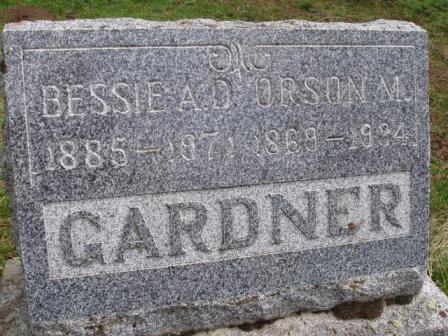 BESSIE A.D. ORSON M.
1885-1971 1869-1934
GARDNER